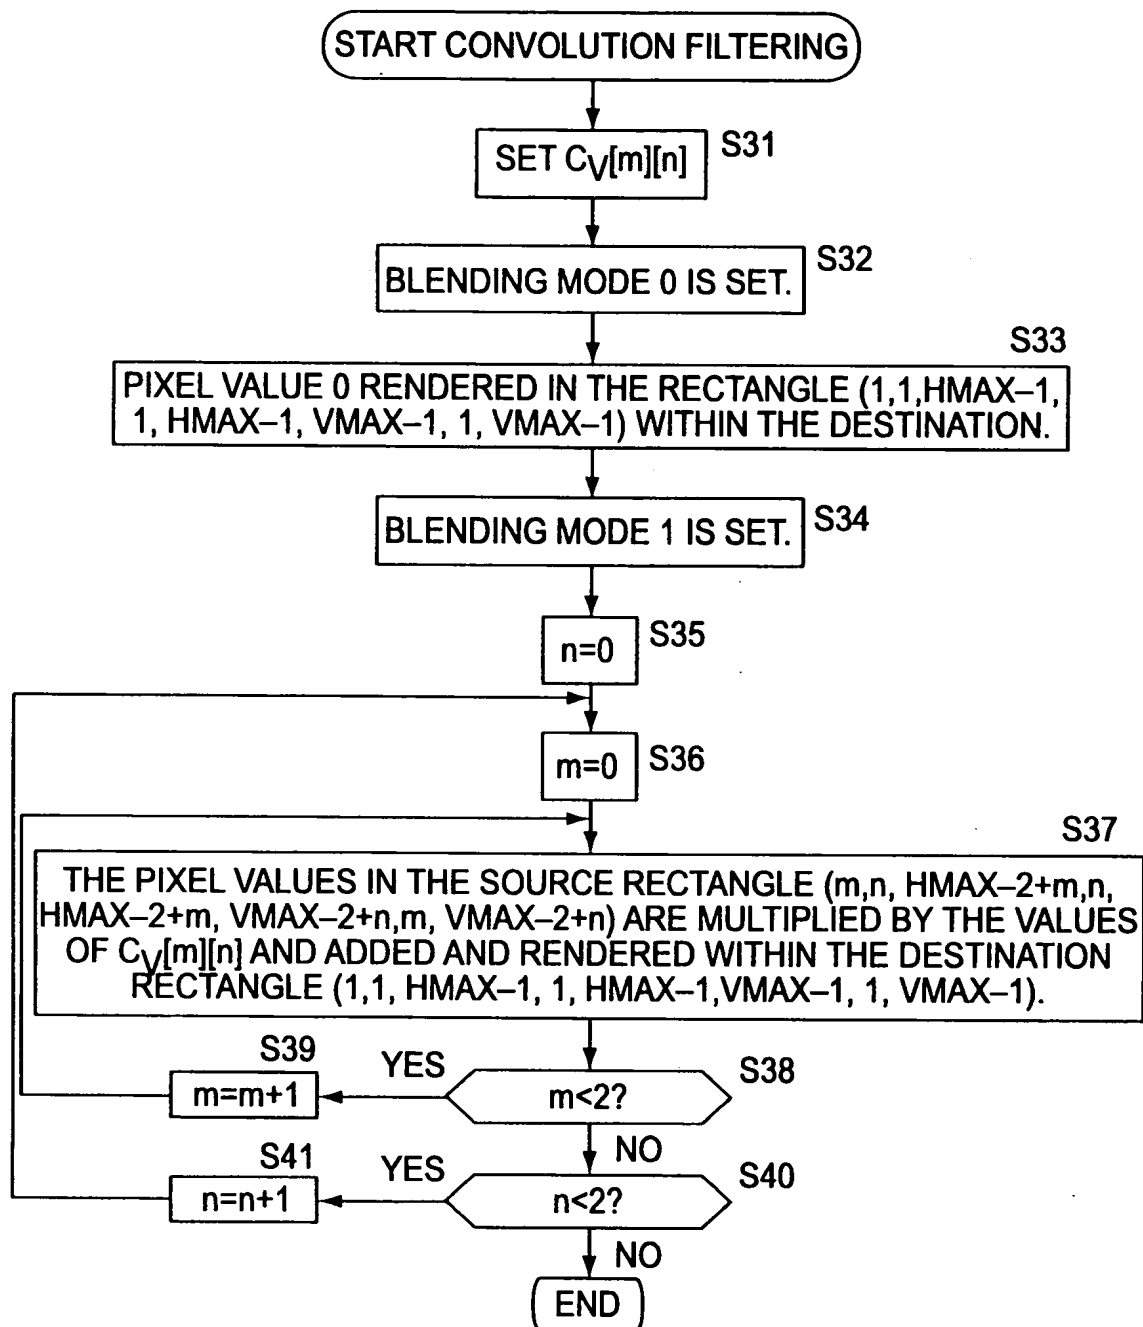 START CONVOLUTION FILTERING
S31
SET CV[m][n]
S32
BLENDING MODE 0 IS SET.
S33
PIXEL VALUE 0 RENDERED IN THE RECTANGLE (1,1,HMAX–1,
1, HMAX–1, VMAX–1, 1, VMAX–1) WITHIN THE DESTINATION.
S34
BLENDING MODE 1 IS SET.
S35
n=0
S36
m=0
S37
THE PIXEL VALUES IN THE SOURCE RECTANGLE (m,n, HMAX–2+m,n,
HMAX–2+m, VMAX–2+n,m, VMAX–2+n) ARE MULTIPLIED BY THE VALUES
OF CV[m][n] AND ADDED AND RENDERED WITHIN THE DESTINATION
RECTANGLE (1,1, HMAX–1, 1, HMAX–1,VMAX–1, 1, VMAX–1).
S39
YES
S38
m=m+1
m<2?
NO
S41
YES
S40
n=n+1
n<2?
NO
END